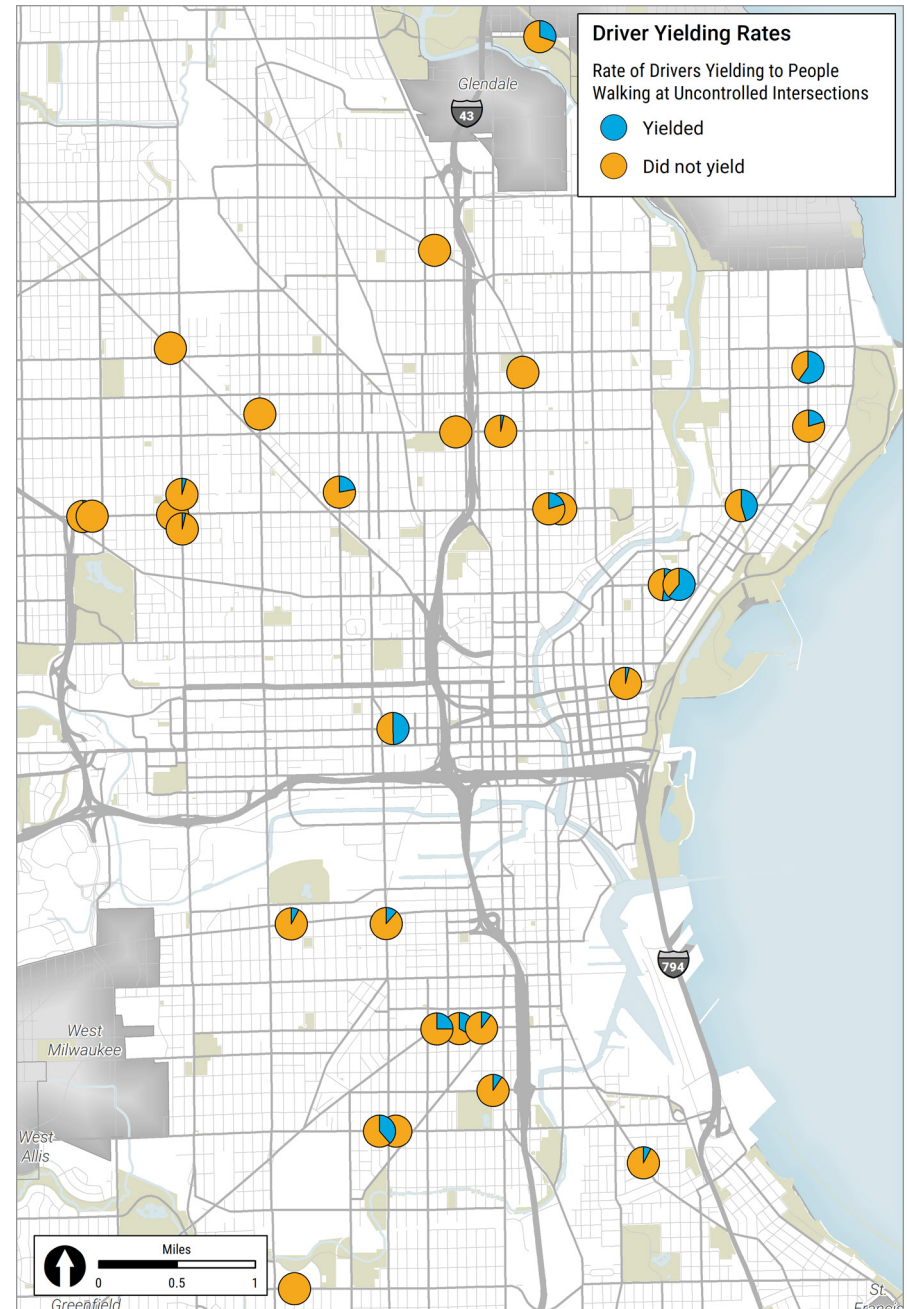 Driver Yielding Rates
Rate of Drivers Yielding to People
Walking at Uncontrolled Intersections
Yielded
Did not yield
Glendale
43
794
West
Milwaukee
West
Allis
Miles
0 0.5 1
Greenfield
St.
Francis